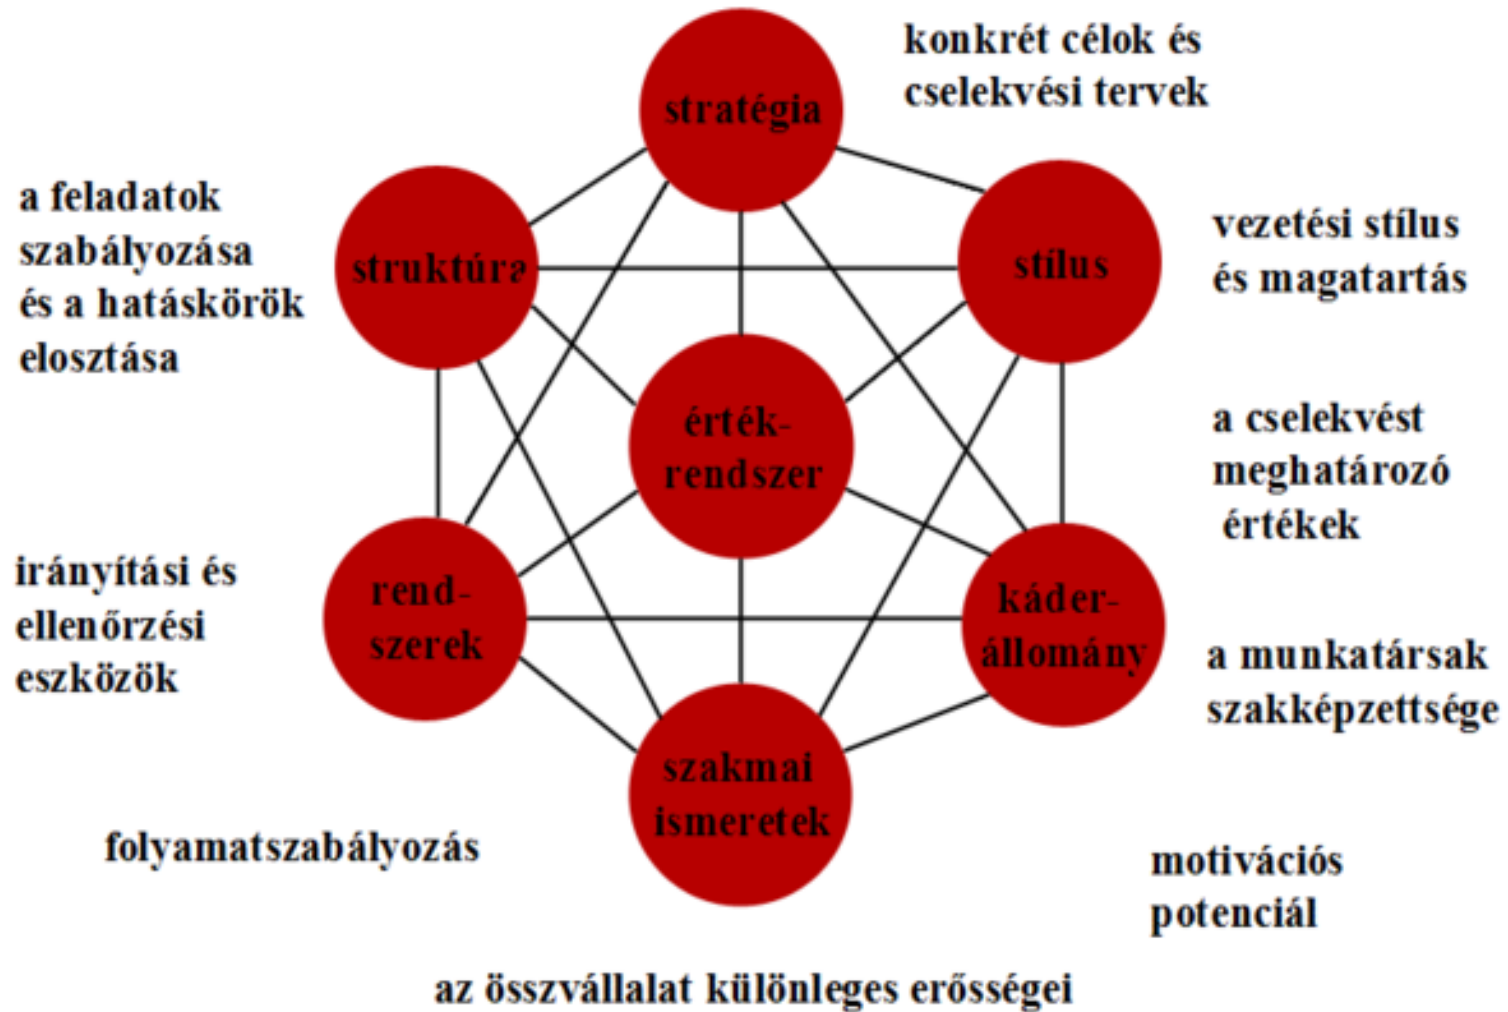 konkrét célok és
cselekvési tervek
stratégia
a feladatok
szabályozása
és a hatáskörök
elosztása
struktúra
stílus
vezetési stílus
és magatartás
érték-
rendszer
a cselekvést
meghatározó
értékek
irányítási és
ellenőrzési
eszközök
rend-
szerek
káder-
állomány
a munkatársak
szakképzettsége
szakmai
ismeretek
folyamatszabályozás
motivációs
potenciál
az összvállalat különleges erősségei